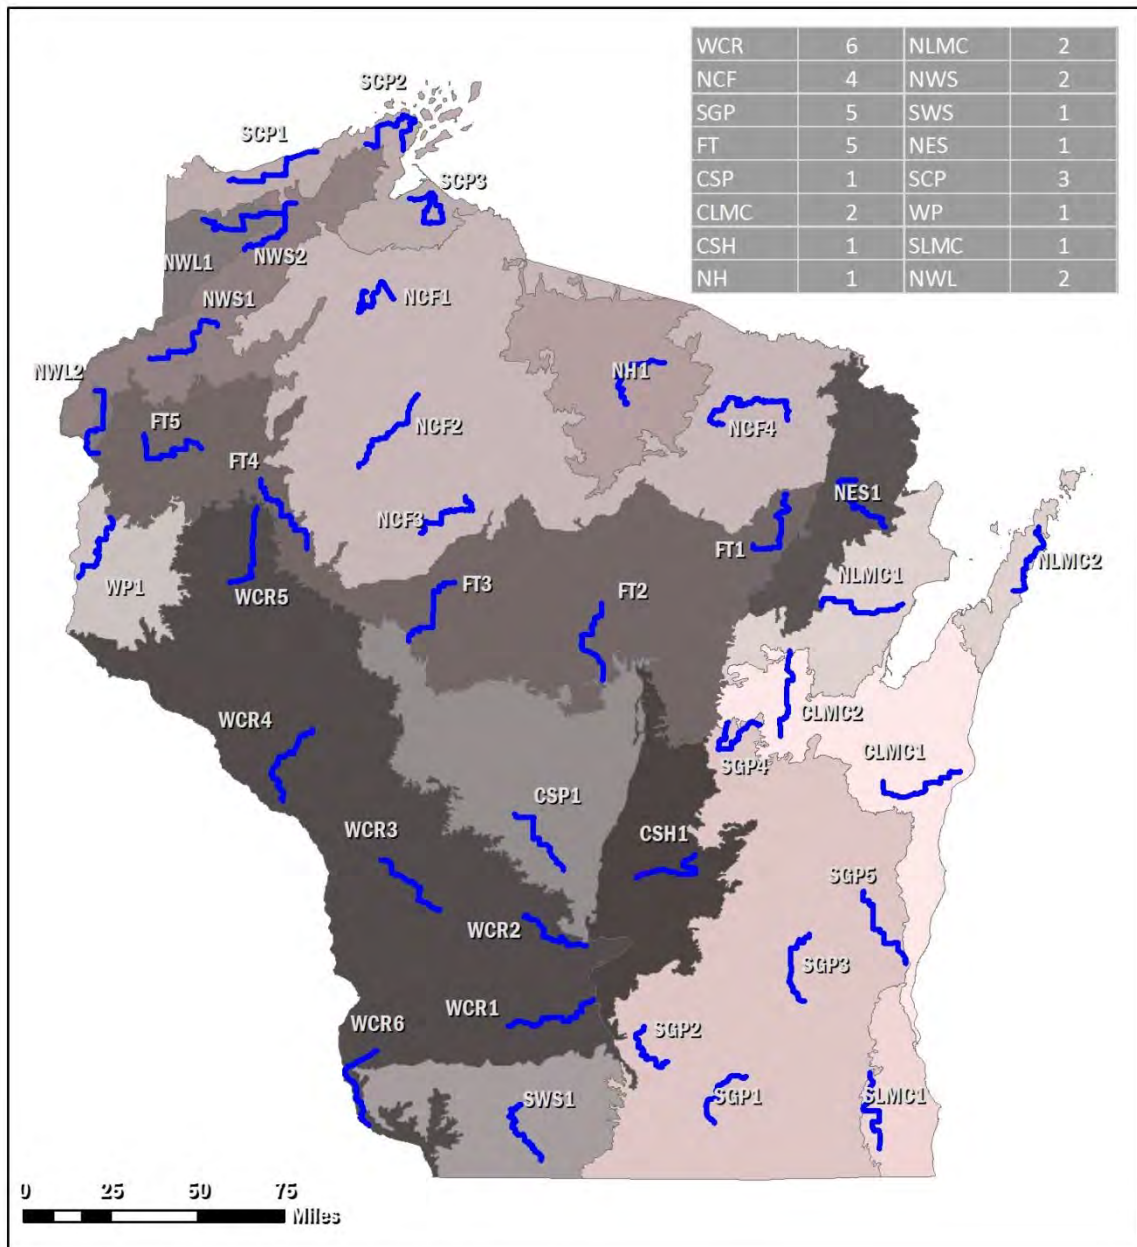 WCR 6 NLMC 2
NCF 4 NWS 2
SCP2
SGP 5 SWS 1
SCP1
FT 5 NES 1
CSP 1 SCP 3
SCP3
CLMC 2 WP 1
CSH 1 SLMC 1
NWL1
NWS2
NH 1 NWL 2
NWS1
NCF1
NWL2
NH1
FT5
NCF2
NCF4
FT4
NES1
NCF3
FT1
NLMC2
WP1
WCR5
FT3
FT2
NLMC1
WCR4
CLMC2
SGP4
CLMC1
CSP1
WCR3
CSH1
SGP5
WCR2
SGP3
WCR1
WCR6
SGP2
SWS1
SGP1
SLMC1
0 25 50 75
Miles